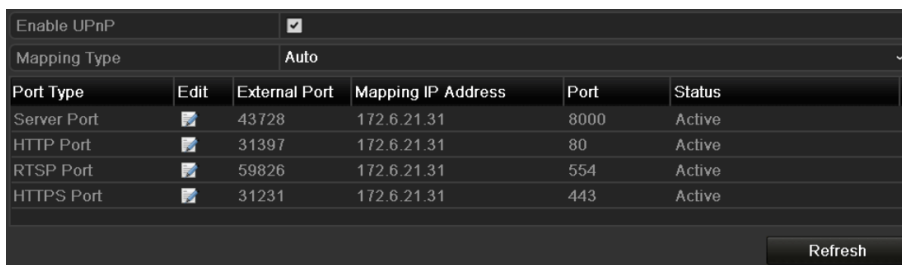 Enable UPnP
Mapping Type Auto
Port Type Edit External Port Mapping IP Address Port Status
Server Port 43728 172.6.21.31 8000 Active
HTTP Port 31397 172.6.21.31 80 Active
RTSP Port 59826 172.6.21.31 554 Active
HTTPS Port 31231 172.6.21.31 443 Active
Refresh